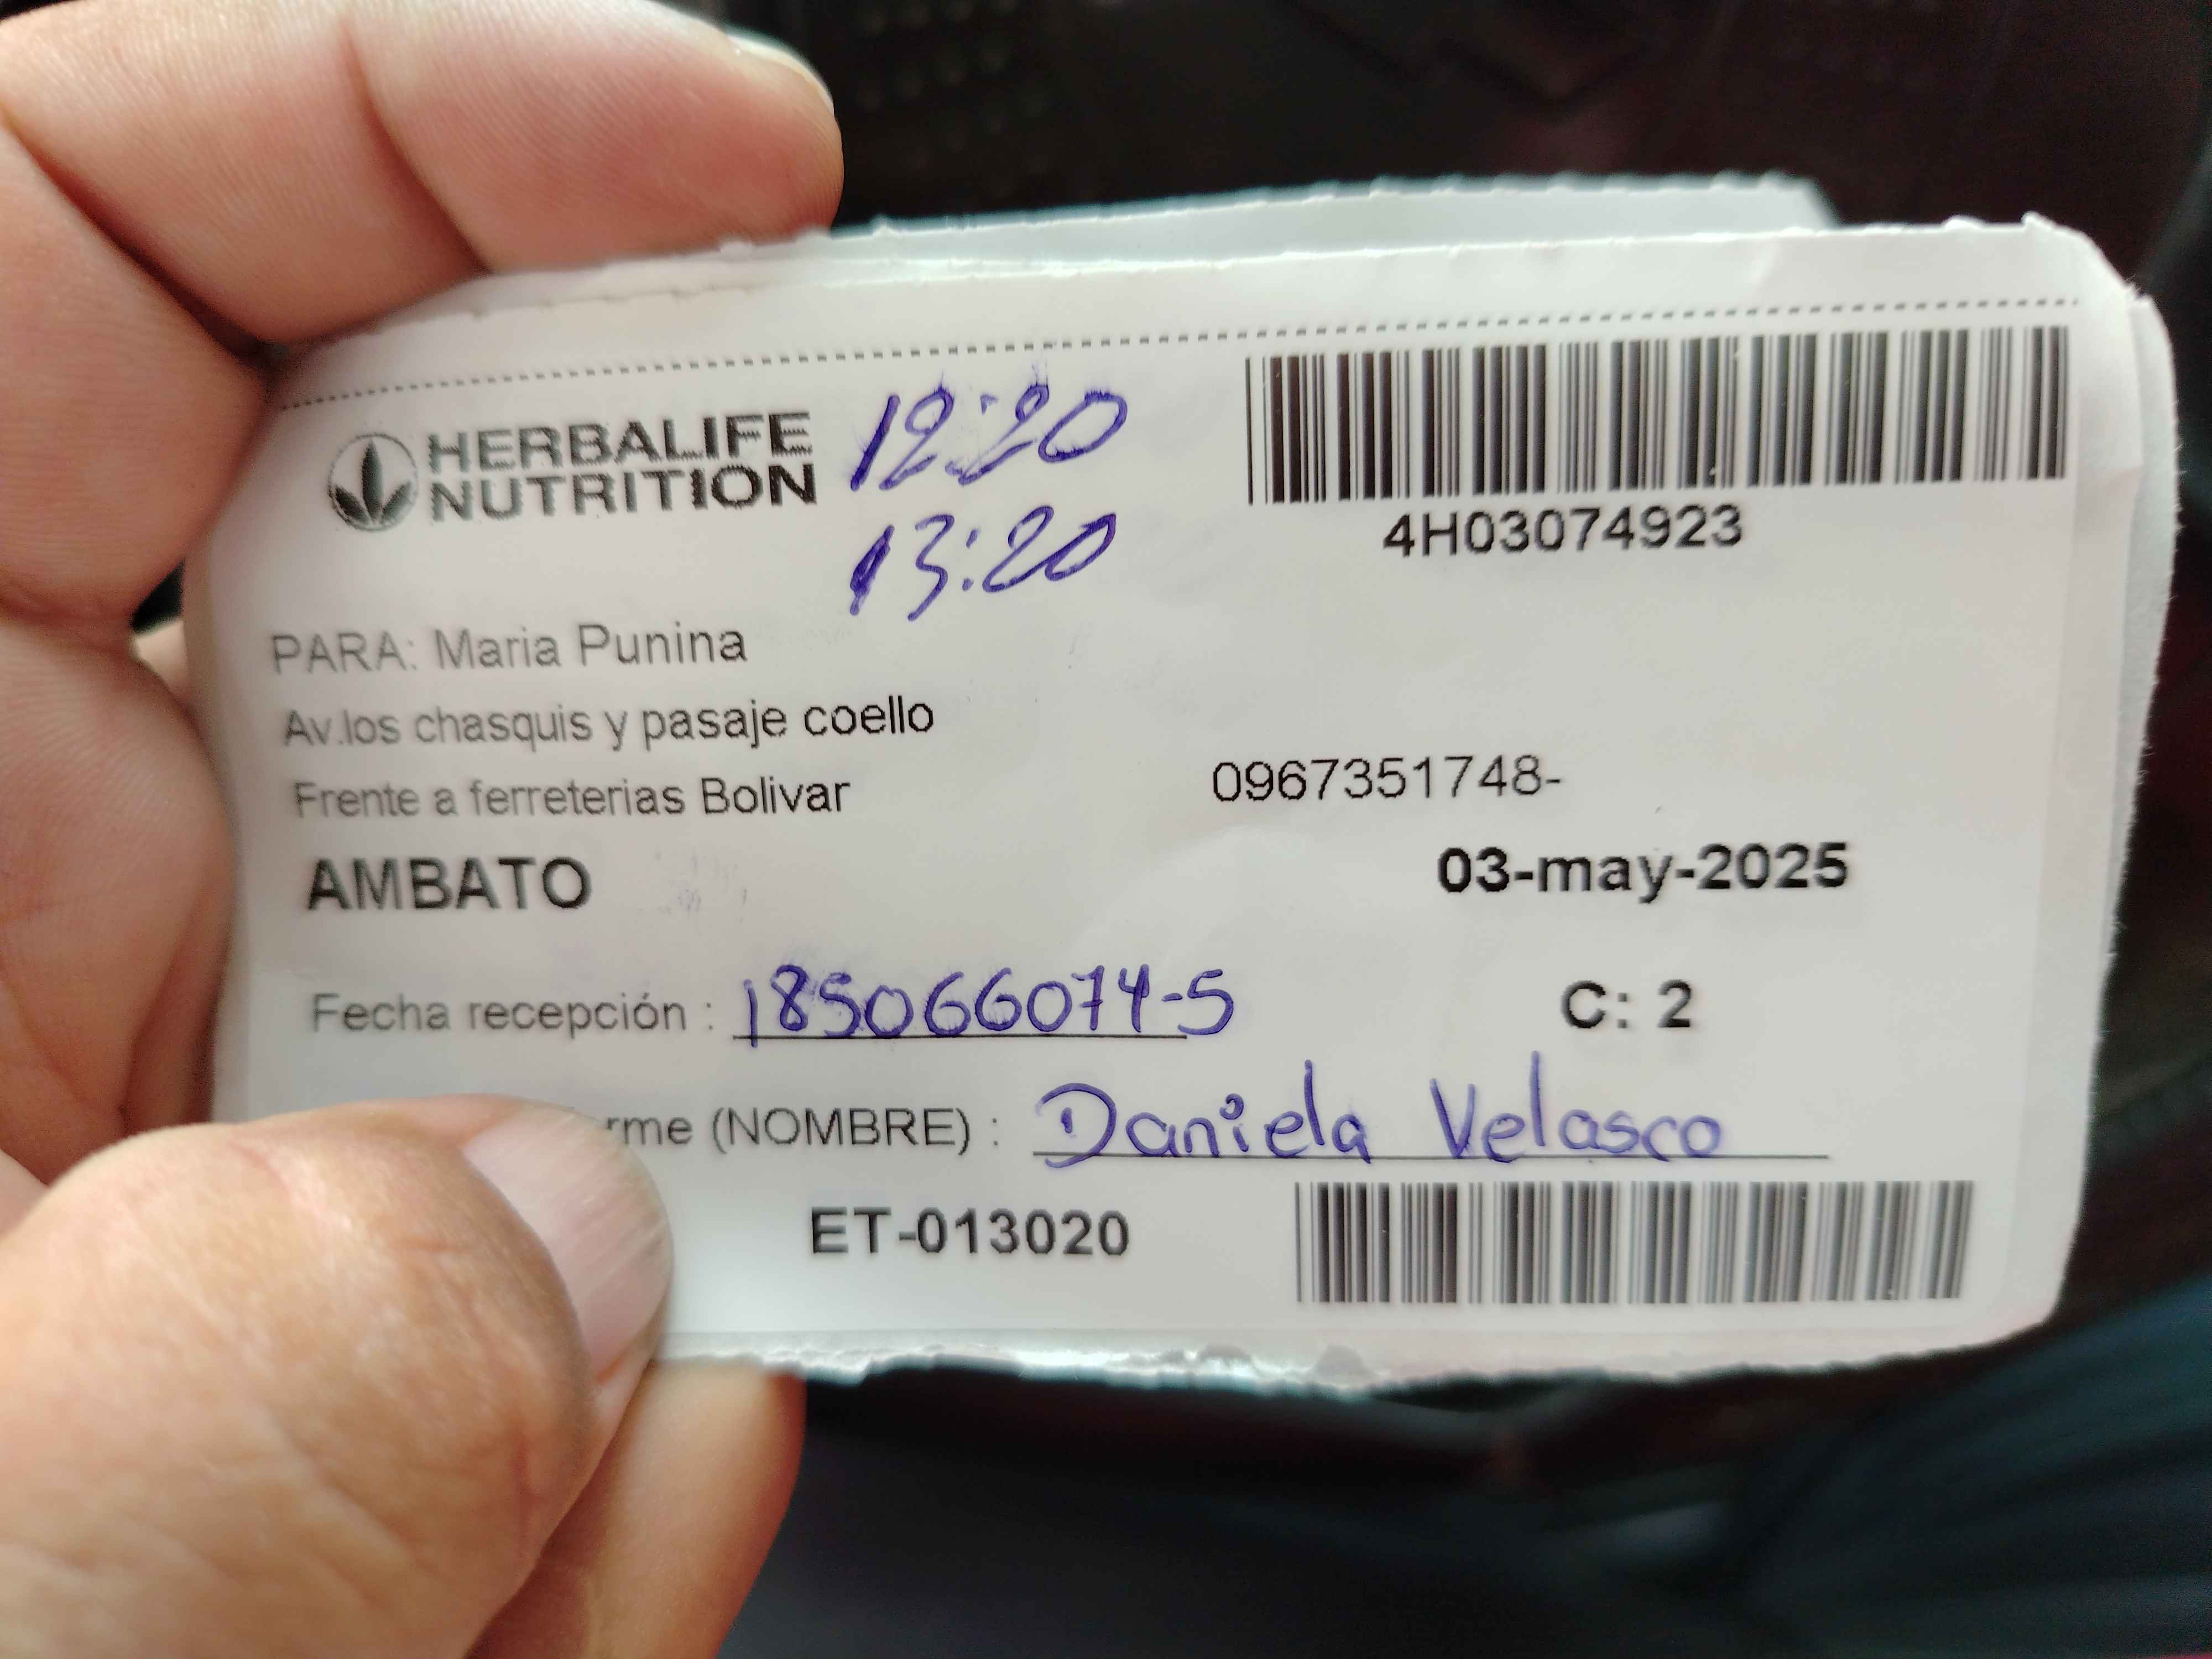 HERBALIFE
NUTRITION
12:20
13:20
4H03074923
PARA: Maria Punina
Av.los chasquis y pasaje coello
Frente a ferreterias Bolivar
0967351748-
AMBATO
03-may-2025
Fecha recepción : 185066074-5
C: 2
rme (NOMBRE) : Daniela Velasco
ET-013020